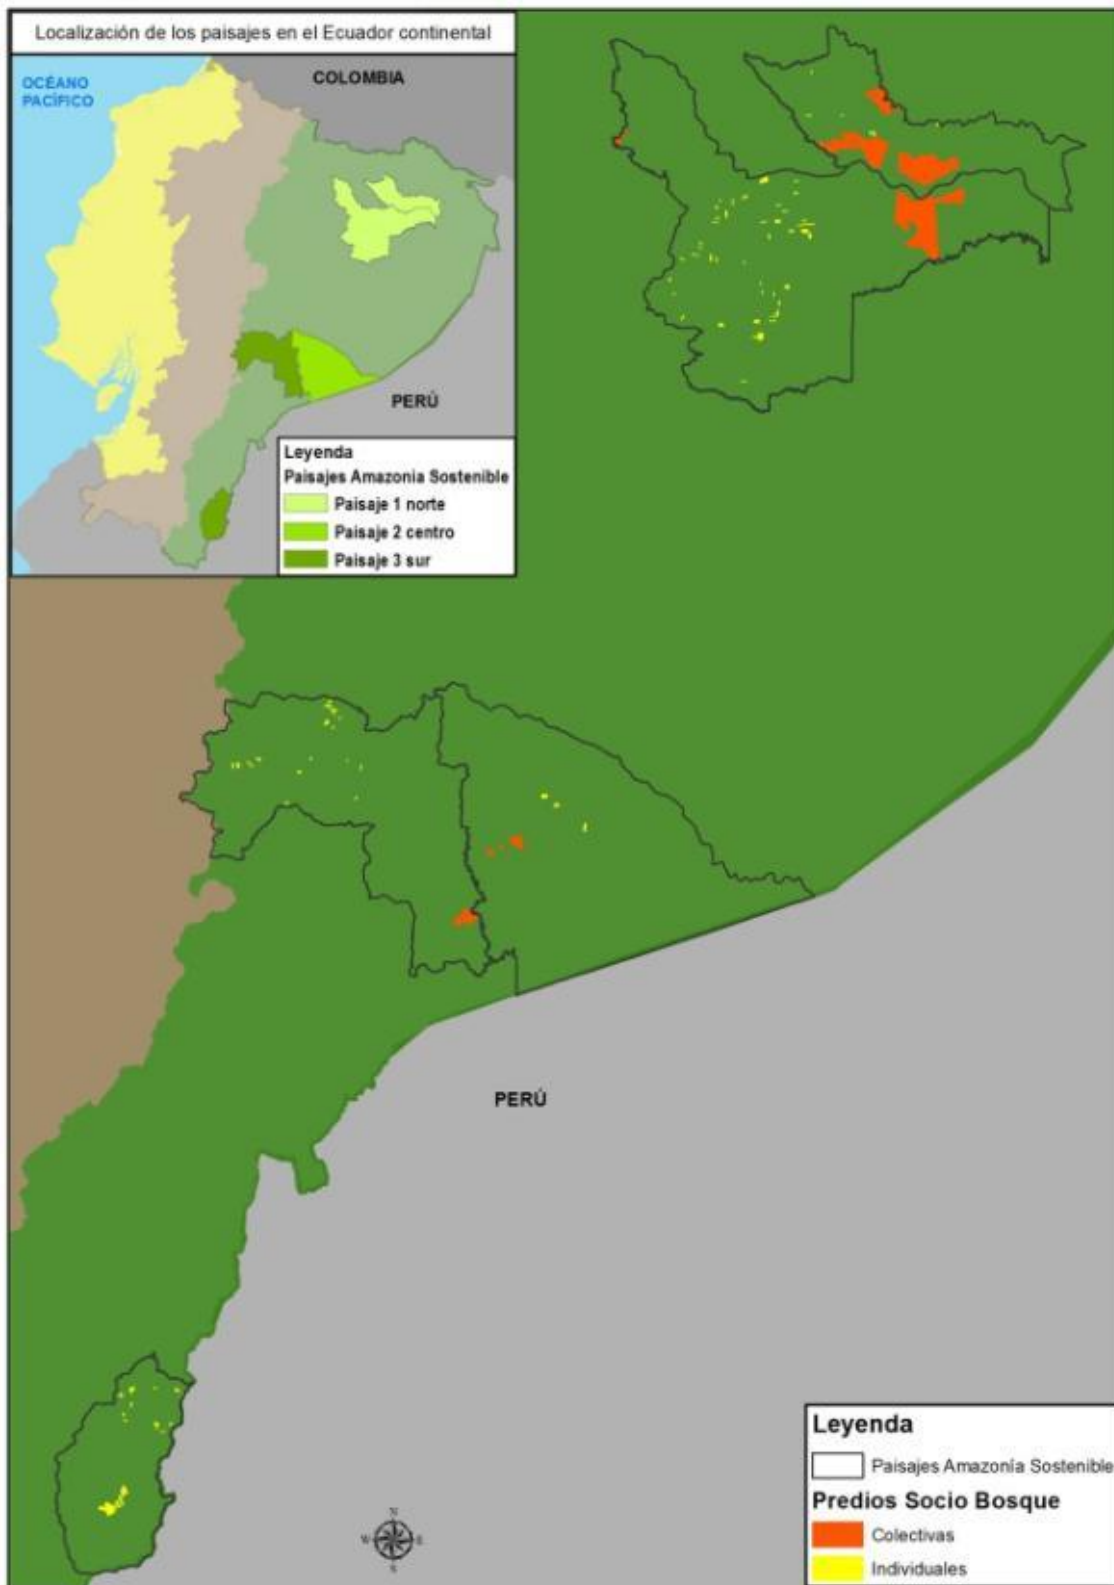 Localización de los paisajes en el Ecuador continental
OCÉANO
PACÍFICO
COLOMBIA
PERÚ
Leyenda
Paisajes Amazonia Sostenible
Paisaje 1 norte
Paisaje 2 centro
Paisaje 3 sur
PERÚ
N
W
E
S
Leyenda
Paisajes Amazonía Sostenible
Predios Socio Bosque
Colectivas
Individuales